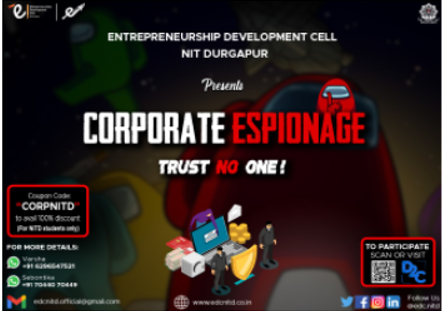 ENTREPRENEURSHIP DEVELOPMENT CELL
NIT DURGAPUR
Presents
CORPORATE ESPIONAGE
TRUST NO ONE!
Coupon Code:
"CORPNITD"
to avail 100% discount
(For NITD students only)
FOR MORE DETAILS:
Varsha
+91 6296547521
Sabontika
+91 70440 70449
edcnitd.official@gmail.com
www.edcnitd.co.in
TO PARTICIPATE
SCAN OR VISIT
Follow Us
@edc.nitd